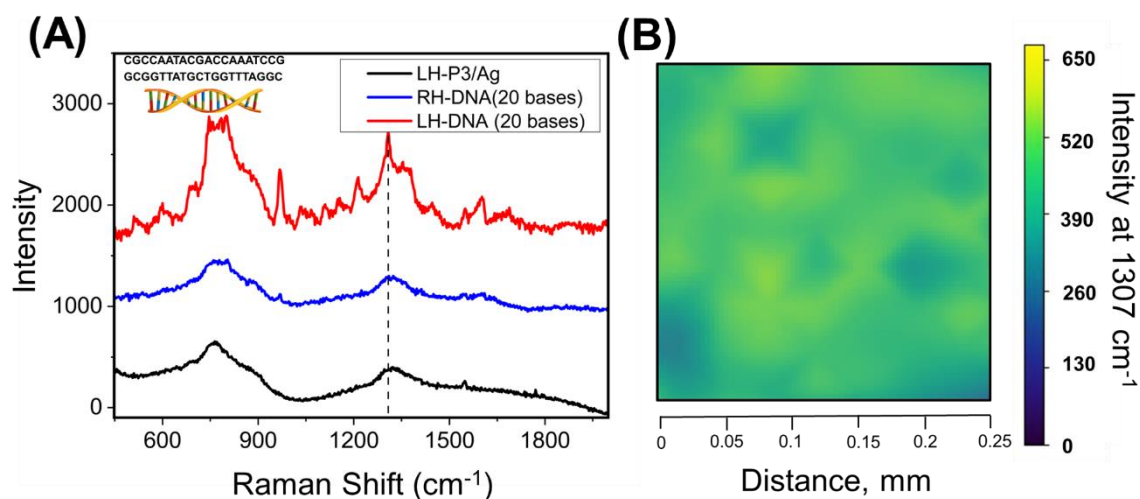 (A)
CGCCAATACGACCAAATCCG
GCGGTTATGCTGGTTTAGGC
LH-P3/Ag
RH-DNA(20 bases)
LH-DNA (20 bases)
3000
2000
1000
0
Intensity
600
900
1200
1500
1800
Raman Shift (cm-1)
(B)
0
0.05
0.1
0.15
0.2
0.25
Distance, mm
650
520
390
260
130
0
Intensity at 1307 cm-1